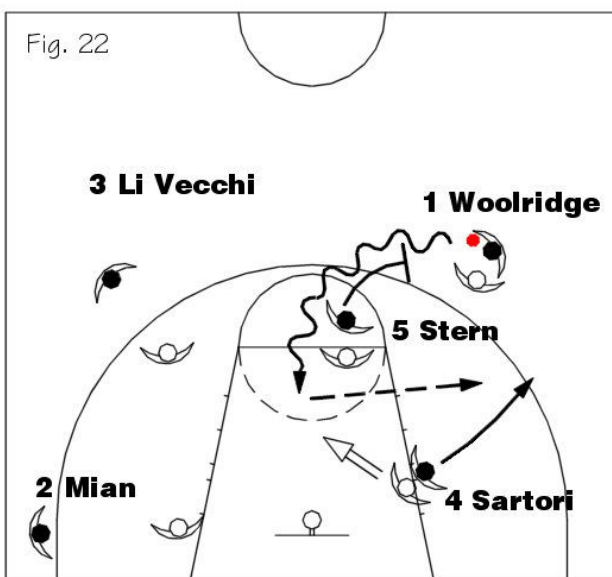 Fig. 22
3 Li Vecchi
1 Woolridge
5 Stern
2 Mian
4 Sartori